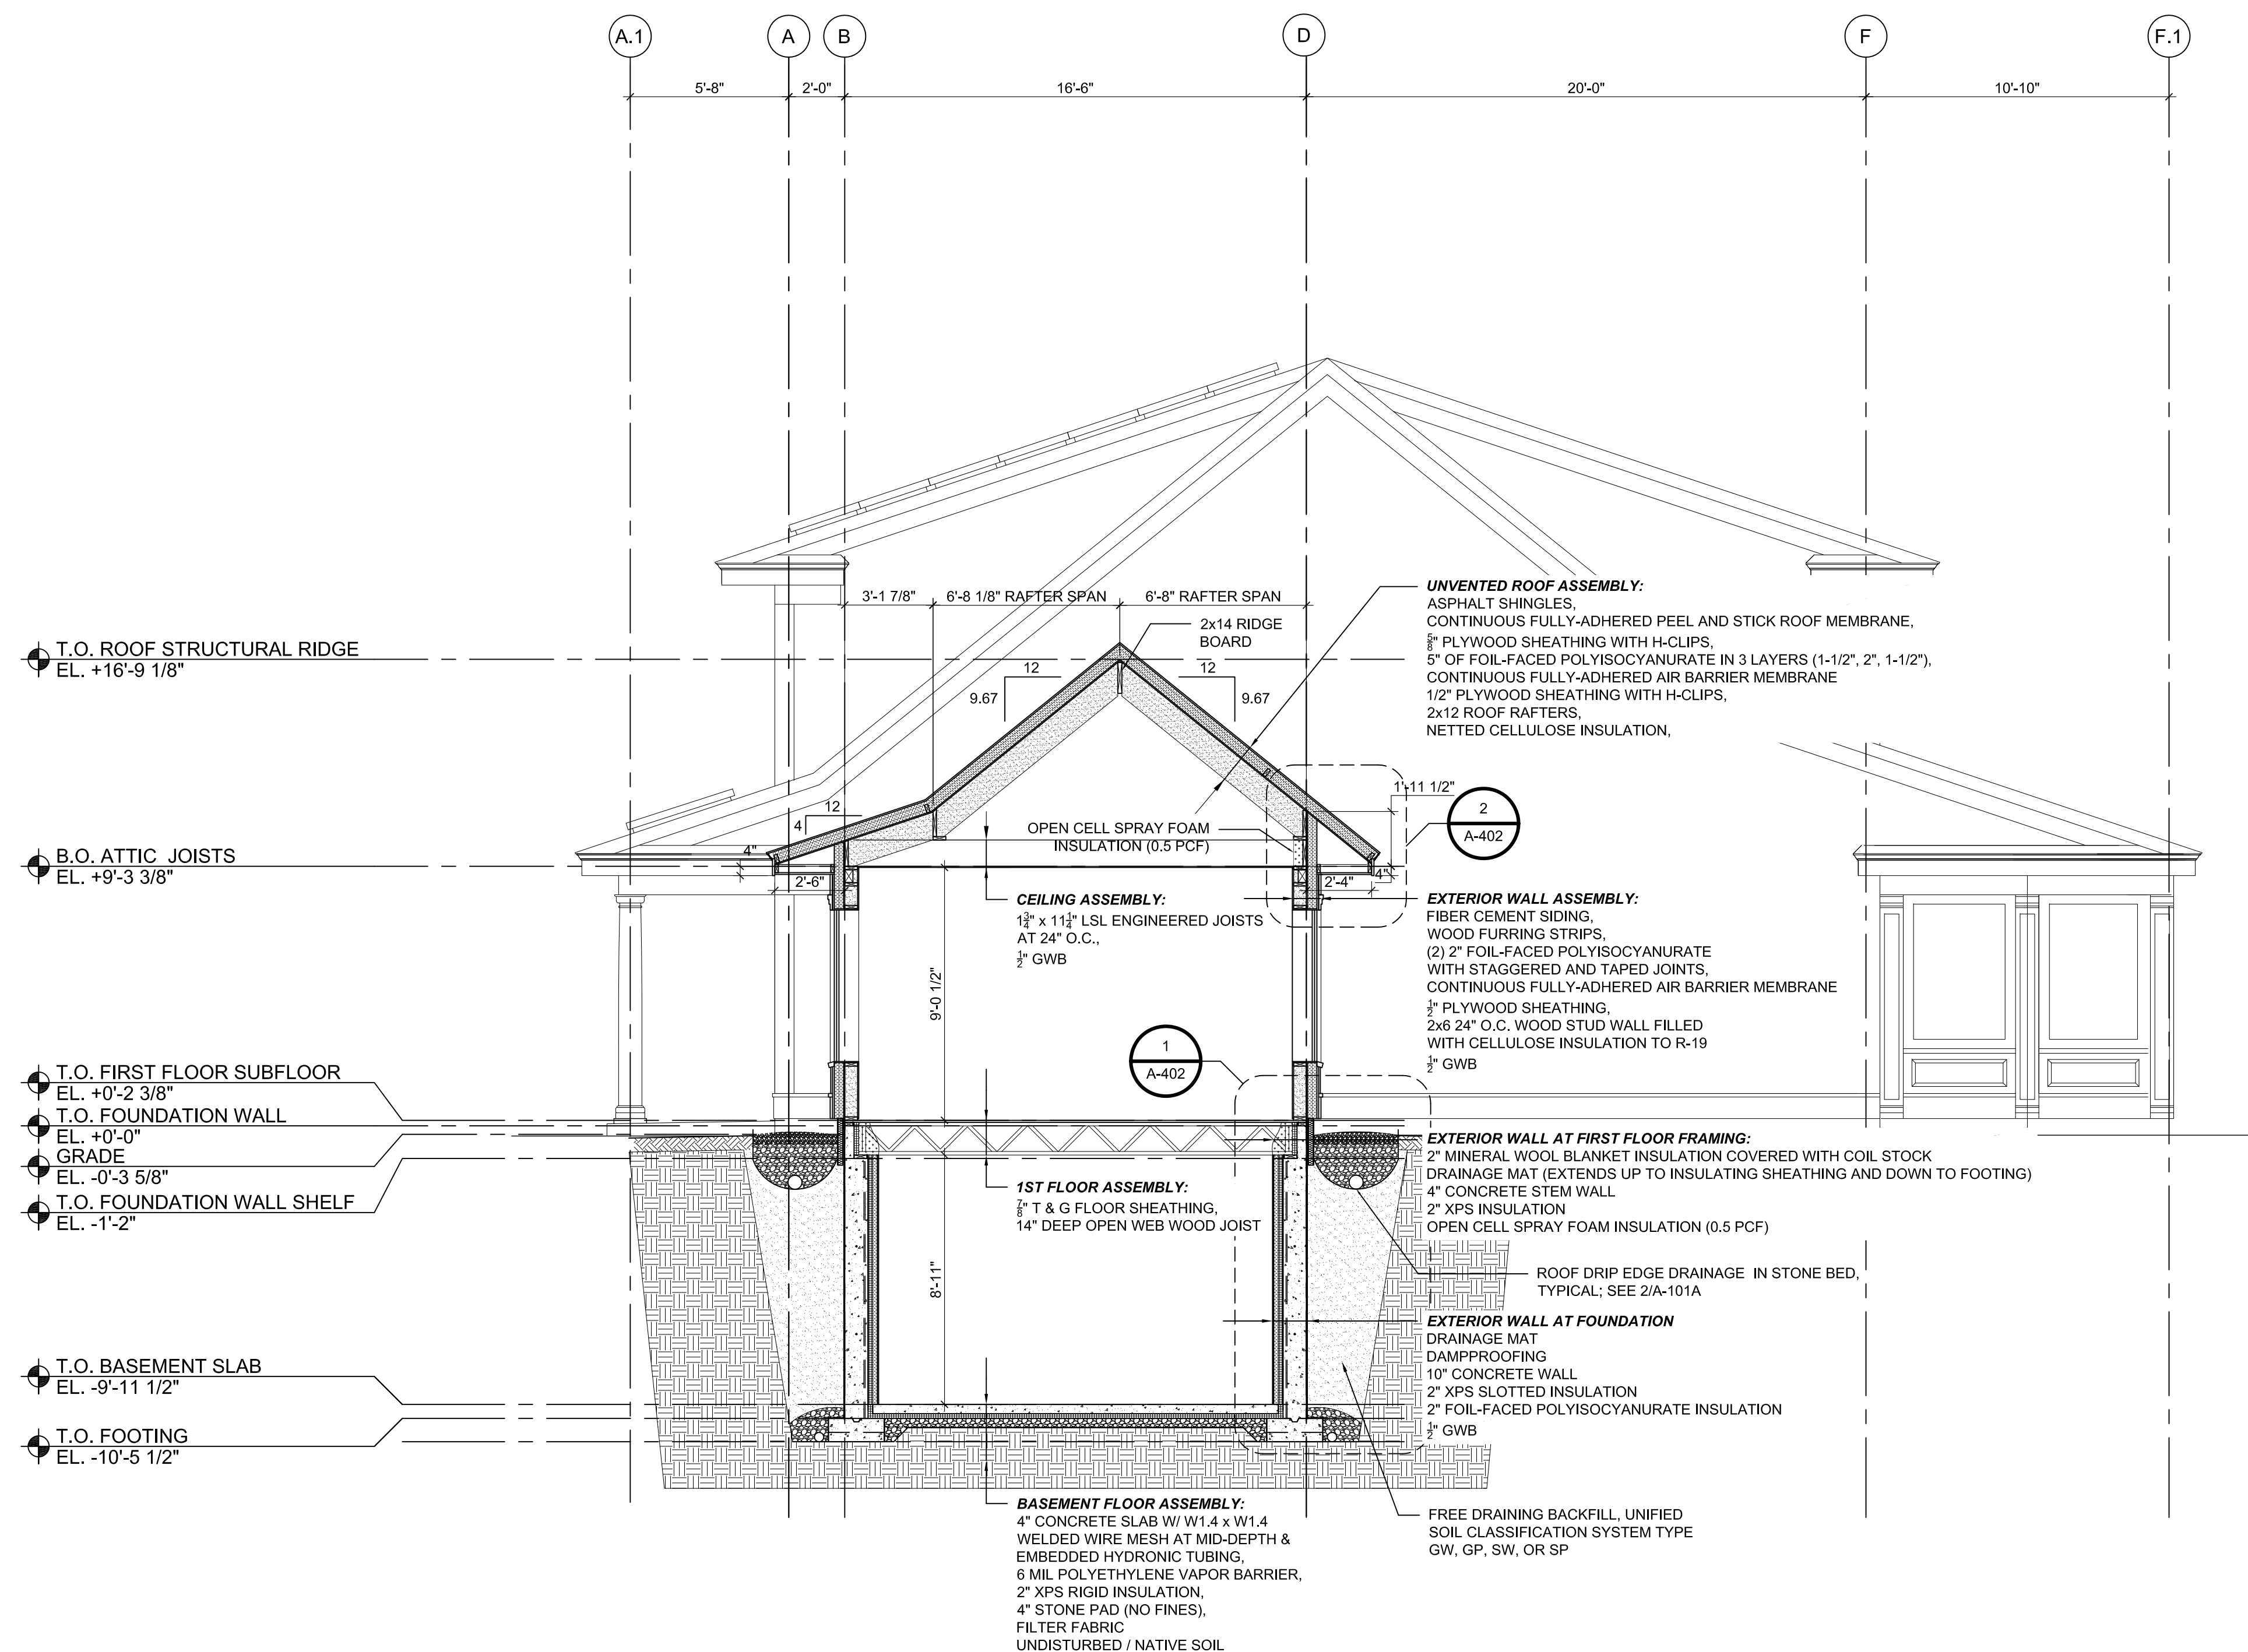 A.1
A
B
D
F
F.1
5'-8"
2'-0"
16'-6"
20'-0"
10'-10"
T.O. ROOF STRUCTURAL RIDGE
EL. +16'-9 1/8"
3'-1 7/8"
6'-8 1/8" RAFTER SPAN
6'-8" RAFTER SPAN
2x14 RIDGE
BOARD
12
9.67
12
9.67
UNVENTED ROOF ASSEMBLY:
ASPHALT SHINGLES,
CONTINUOUS FULLY-ADHERED PEEL AND STICK ROOF MEMBRANE,
5/8" PLYWOOD SHEATHING WITH H-CLIPS,
5" OF FOIL-FACED POLYISOCYANURATE IN 3 LAYERS (1-1/2", 2", 1-1/2"),
CONTINUOUS FULLY-ADHERED AIR BARRIER MEMBRANE
1/2" PLYWOOD SHEATHING WITH H-CLIPS,
2x12 ROOF RAFTERS,
NETTED CELLULOSE INSULATION,
1'-11 1/2"
2
A-402
12
4
4"
OPEN CELL SPRAY FOAM
INSULATION (0.5 PCF)
B.O. ATTIC JOISTS
EL. +9'-3 3/8"
2'-6"
2'-4"
4"
CEILING ASSEMBLY:
1 3/4" x 11 1/4" LSL ENGINEERED JOISTS
AT 24" O.C.,
1/2" GWB
EXTERIOR WALL ASSEMBLY:
FIBER CEMENT SIDING,
WOOD FURRING STRIPS,
(2) 2" FOIL-FACED POLYISOCYANURATE
WITH STAGGERED AND TAPED JOINTS,
CONTINUOUS FULLY-ADHERED AIR BARRIER MEMBRANE
1/2" PLYWOOD SHEATHING,
2x6 24" O.C. WOOD STUD WALL FILLED
WITH CELLULOSE INSULATION TO R-19
1/2" GWB
9'-0 1/2"
1
A-402
T.O. FIRST FLOOR SUBFLOOR
EL. +0'-2 3/8"
T.O. FOUNDATION WALL
EL. +0'-0"
GRADE
EL. -0'-3 5/8"
T.O. FOUNDATION WALL SHELF
EL. -1'-2"
1ST FLOOR ASSEMBLY:
7/8" T & G FLOOR SHEATHING,
14" DEEP OPEN WEB WOOD JOIST
EXTERIOR WALL AT FIRST FLOOR FRAMING:
2" MINERAL WOOL BLANKET INSULATION COVERED WITH COIL STOCK
DRAINAGE MAT (EXTENDS UP TO INSULATING SHEATHING AND DOWN TO FOOTING)
4" CONCRETE STEM WALL
2" XPS INSULATION
OPEN CELL SPRAY FOAM INSULATION (0.5 PCF)
8'-11"
ROOF DRIP EDGE DRAINAGE IN STONE BED,
TYPICAL; SEE 2/A-101A
EXTERIOR WALL AT FOUNDATION
DRAINAGE MAT
DAMPPROOFING
10" CONCRETE WALL
2" XPS SLOTTED INSULATION
2" FOIL-FACED POLYISOCYANURATE INSULATION
1/2" GWB
T.O. BASEMENT SLAB
EL. -9'-11 1/2"
T.O. FOOTING
EL. -10'-5 1/2"
BASEMENT FLOOR ASSEMBLY:
4" CONCRETE SLAB W/ W1.4 x W1.4
WELDED WIRE MESH AT MID-DEPTH &
EMBEDDED HYDRONIC TUBING,
6 MIL POLYETHYLENE VAPOR BARRIER,
2" XPS RIGID INSULATION,
4" STONE PAD (NO FINES),
FILTER FABRIC
UNDISTURBED / NATIVE SOIL
FREE DRAINING BACKFILL, UNIFIED
SOIL CLASSIFICATION SYSTEM TYPE
GW, GP, SW, OR SP